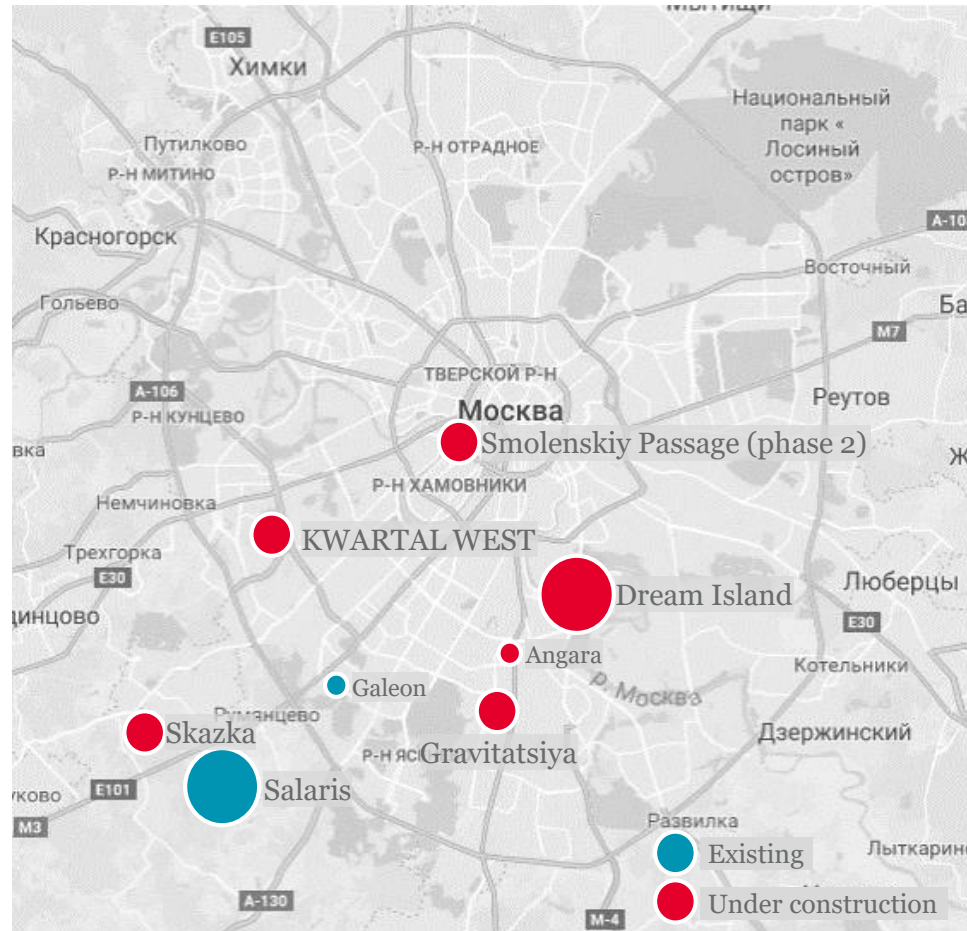 Мытищи
E105
Химки
Национальный
парк «
Лосиный
остров»
Путилково
Р-Н ОТРАДНОЕ
Р-Н МИТИНО
Красногорск
Восточный
Гольево
M7
ТВЕРСКОЙ Р-Н
A-106
Р-Н КУНЦЕВО
Москва
Реутов
Smolenskiy Passage (phase 2)
Р-Н ХАМОВНИКИ
Немчиновка
KWARTAL WEST
Трехгорка
E30
Dream Island
Люберцы
E30
Angara
Котельники
р. Москва
Galeon
Румянцево
Skazka
Дзержинский
Р-Н ЯС
Gravitatsiya
E101
Salaris
M3
Развилка
Existing
A-130
Under construction
M-4